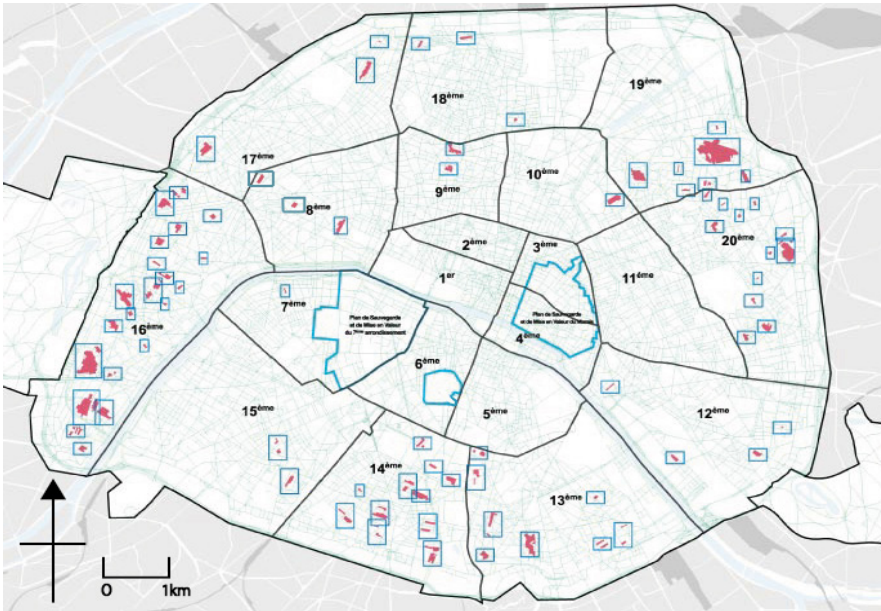 19ème
18ème
17ème
10ème
9ème
8ème
20ème
3ème
2ème
11ème
1er
7ème
Plan de Sauvegarde
et de Mise en Valeur
du 7ème arrondissement
Plan de Sauvegarde
et de Mise en Valeur du Marais
16ème
4ème
6ème
5ème
12ème
15ème
14ème
13ème
0 1km